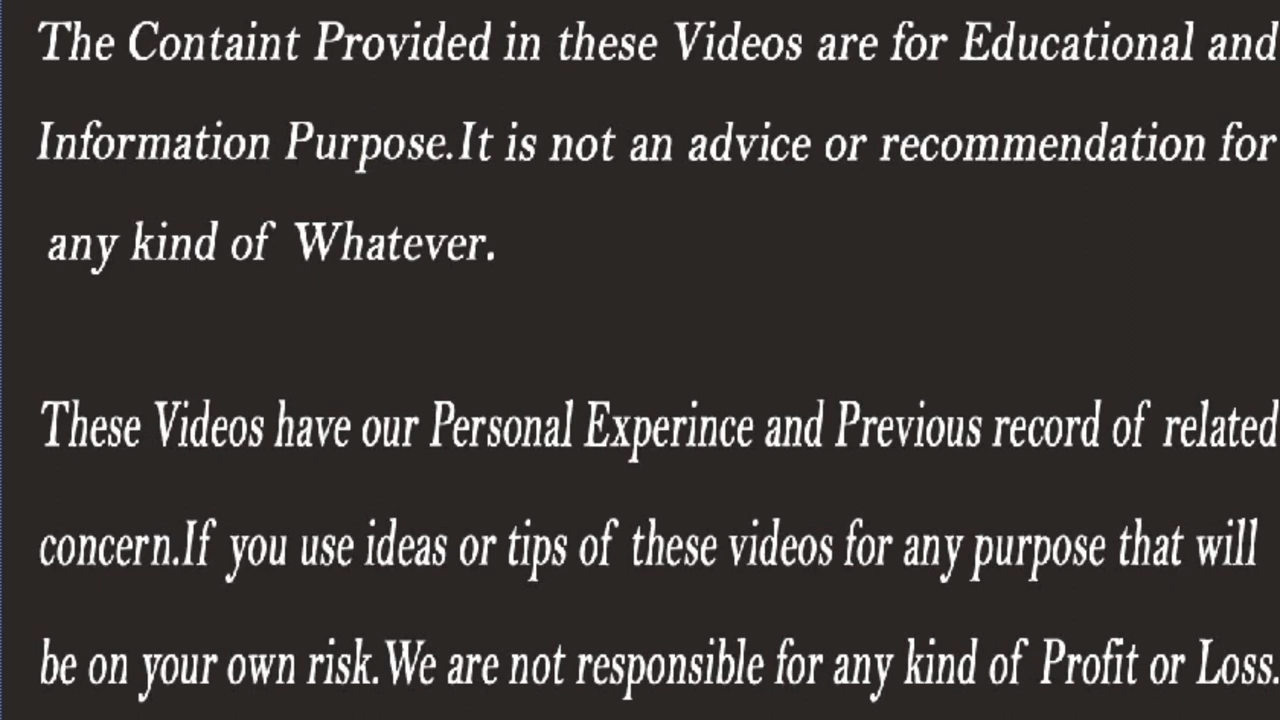 The Containt Provided in these Videos are for Educational and
Information Purpose.It is not an advice or recommendation for
any kind of Whatever.
These Videos have our Personal Experince and Previous record of related
concern.If you use ideas or tips of these videos for any purpose that will
be on your own risk.We are not responsible for any kind of Profit or Loss.